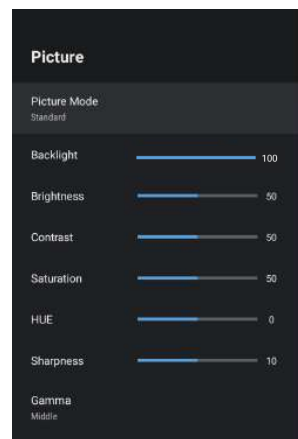 Picture
Picture Mode
Standard
Backlight 100
Brightness 50
Contrast 50
Saturation 50
HUE 0
Sharpness 10
Gamma
Middle